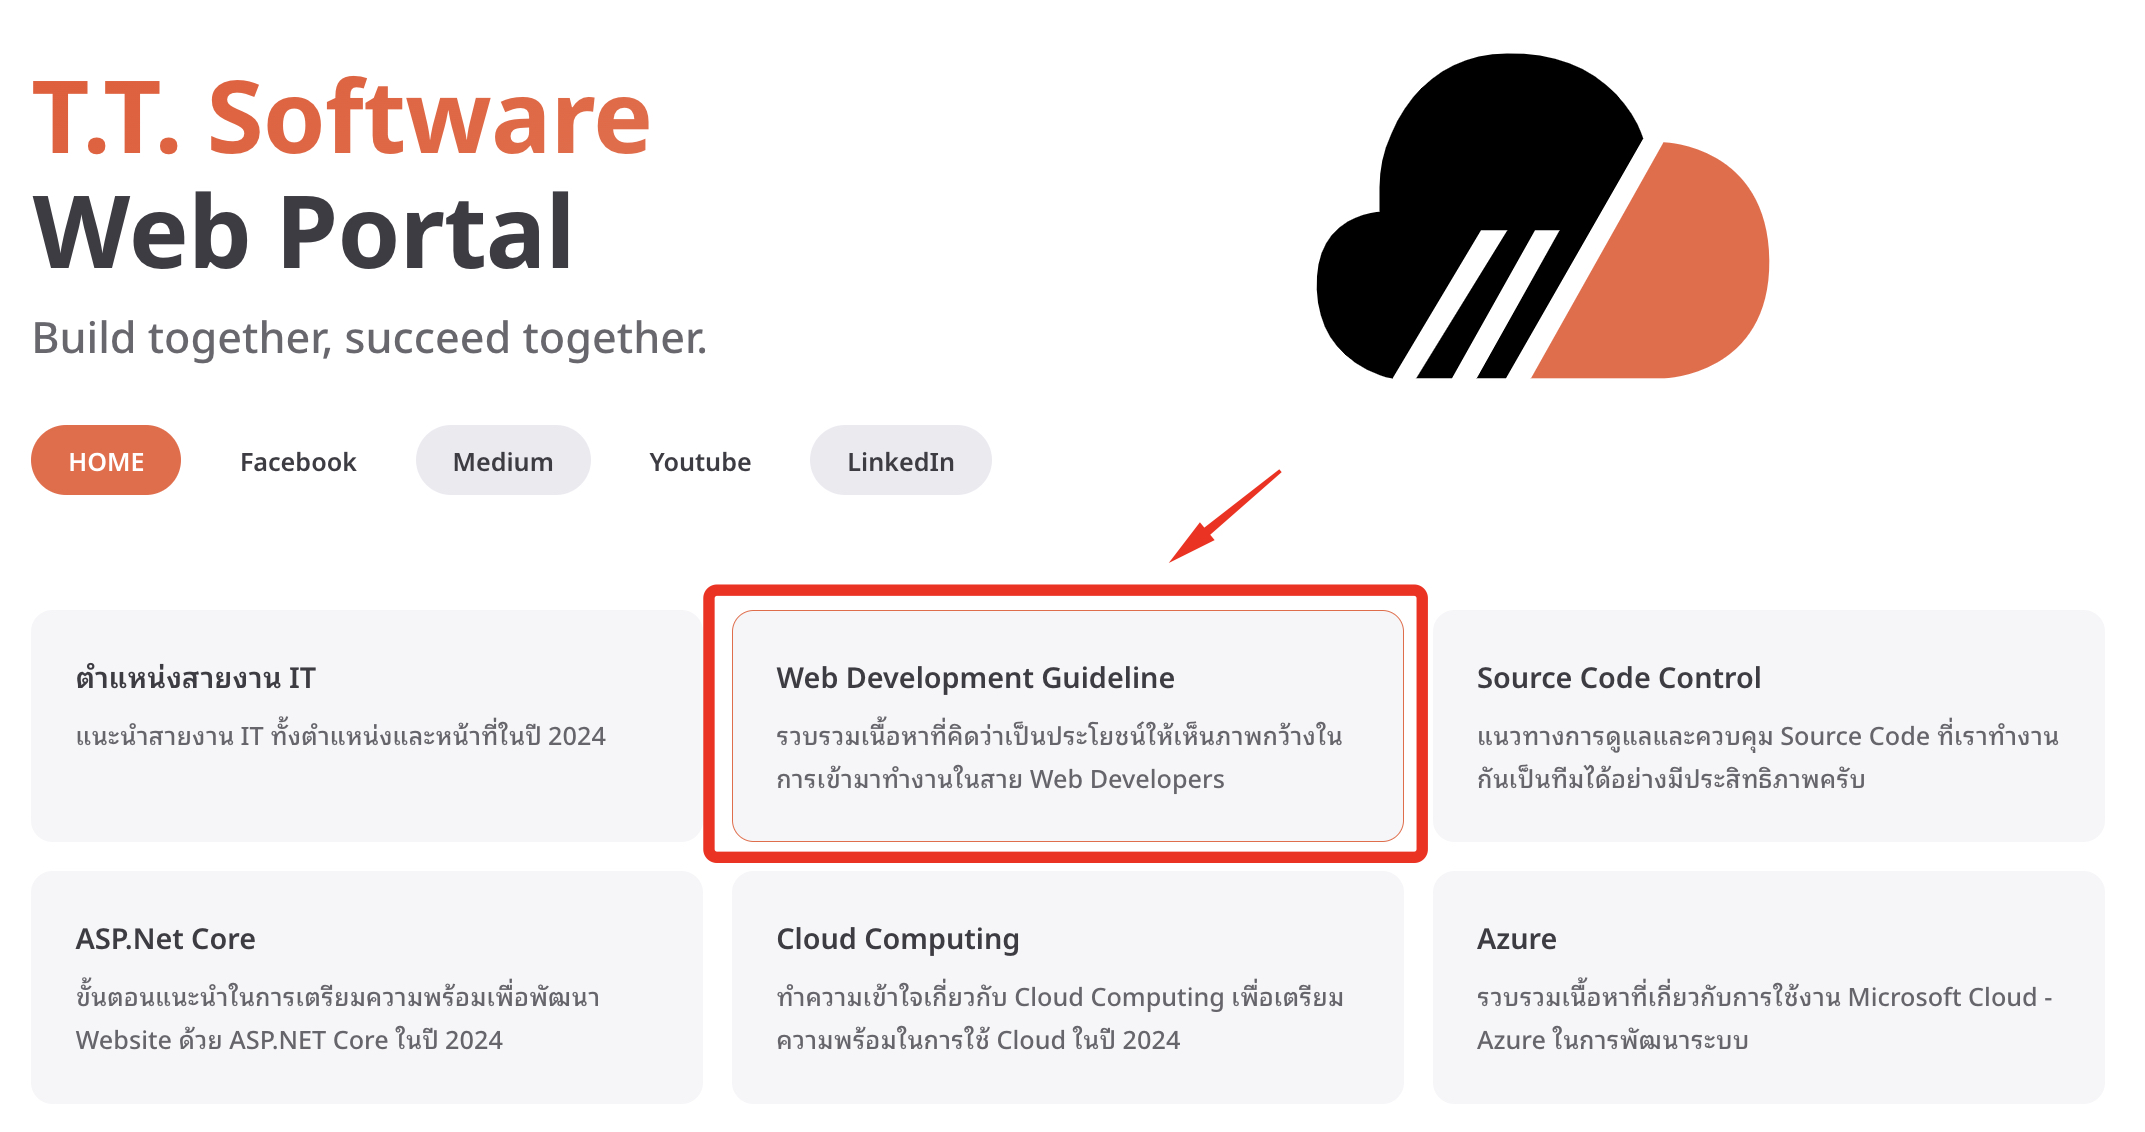 T.T. Software
Web Portal
Build together, succeed together.
HOME
Facebook
Medium
Youtube
LinkedIn
ตำแหน่งสายงาน IT
แนะนำสายงาน IT ทั้งตำแหน่งและหน้าที่ในปี 2024
Web Development Guideline
รวบรวมเนื้อหาที่คิดว่าเป็นประโยชน์ให้เห็นภาพกว้างใน
การเข้ามาทำงานในสาย Web Developers
Source Code Control
แนวทางการดูแลและควบคุม Source Code ที่เราทำงาน
กันเป็นทีมได้อย่างมีประสิทธิภาพครับ
ASP.Net Core
ขั้นตอนแนะนำในการเตรียมความพร้อมเพื่อพัฒนา
Website ด้วย ASP.NET Core ในปี 2024
Cloud Computing
ทำความเข้าใจเกี่ยวกับ Cloud Computing เพื่อเตรียม
ความพร้อมในการใช้ Cloud ในปี 2024
Azure
รวบรวมเนื้อหาที่เกี่ยวกับการใช้งาน Microsoft Cloud -
Azure ในการพัฒนาระบบ